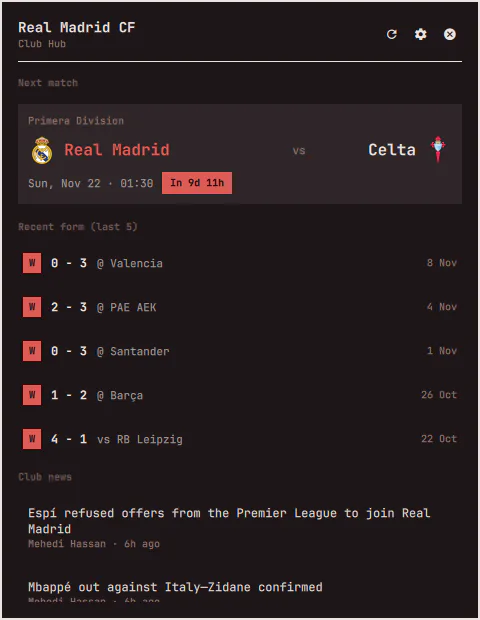 Real Madrid CF
Club Hub
Next match
Primera Division
Real Madrid vs Celta
Sun, Nov 22 · 01:30 In 9d 11h
Recent form (last 5)
W 0 - 3 @ Valencia 8 Nov
W 2 - 3 @ PAE AEK 4 Nov
W 0 - 3 @ Santander 1 Nov
W 1 - 2 @ Barça 26 Oct
W 4 - 1 vs RB Leipzig 22 Oct
Club news
Espí refused offers from the Premier League to join Real
Madrid
Mehedi Hassan · 6h ago
Mbappé out against Italy—Zidane confirmed
Mehedi Hassan · 6h ago